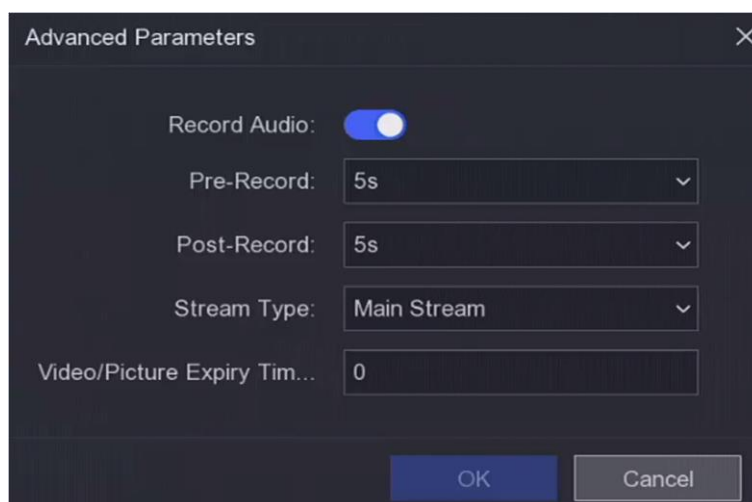 Advanced Parameters
Record Audio:
Pre-Record: 5s
Post-Record: 5s
Stream Type: Main Stream
Video/Picture Expiry Tim... 0
OK Cancel